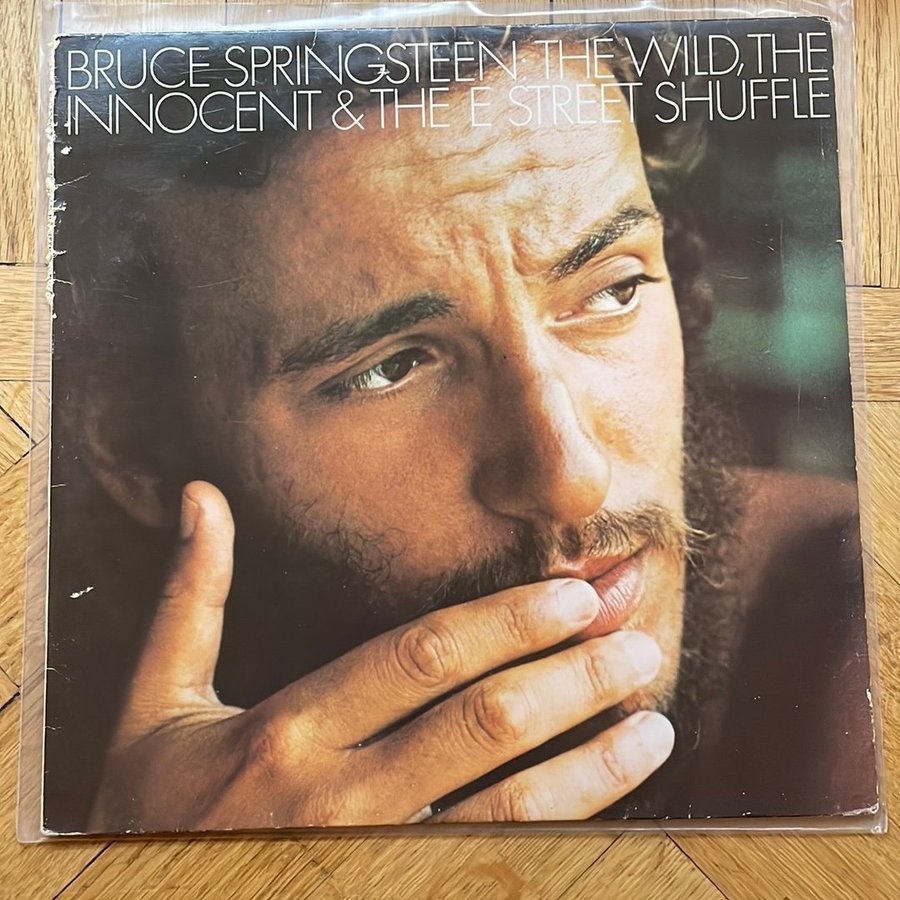 BRUCE SPRINGSTEEN: THE WILD, THE
INNOCENT & THE E STREET SHUFFLE